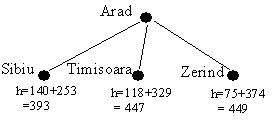 Arad
Sibiu Timisoara Zerind
h=140+253 h=118+329 h=75+374
=393 = 447 = 449